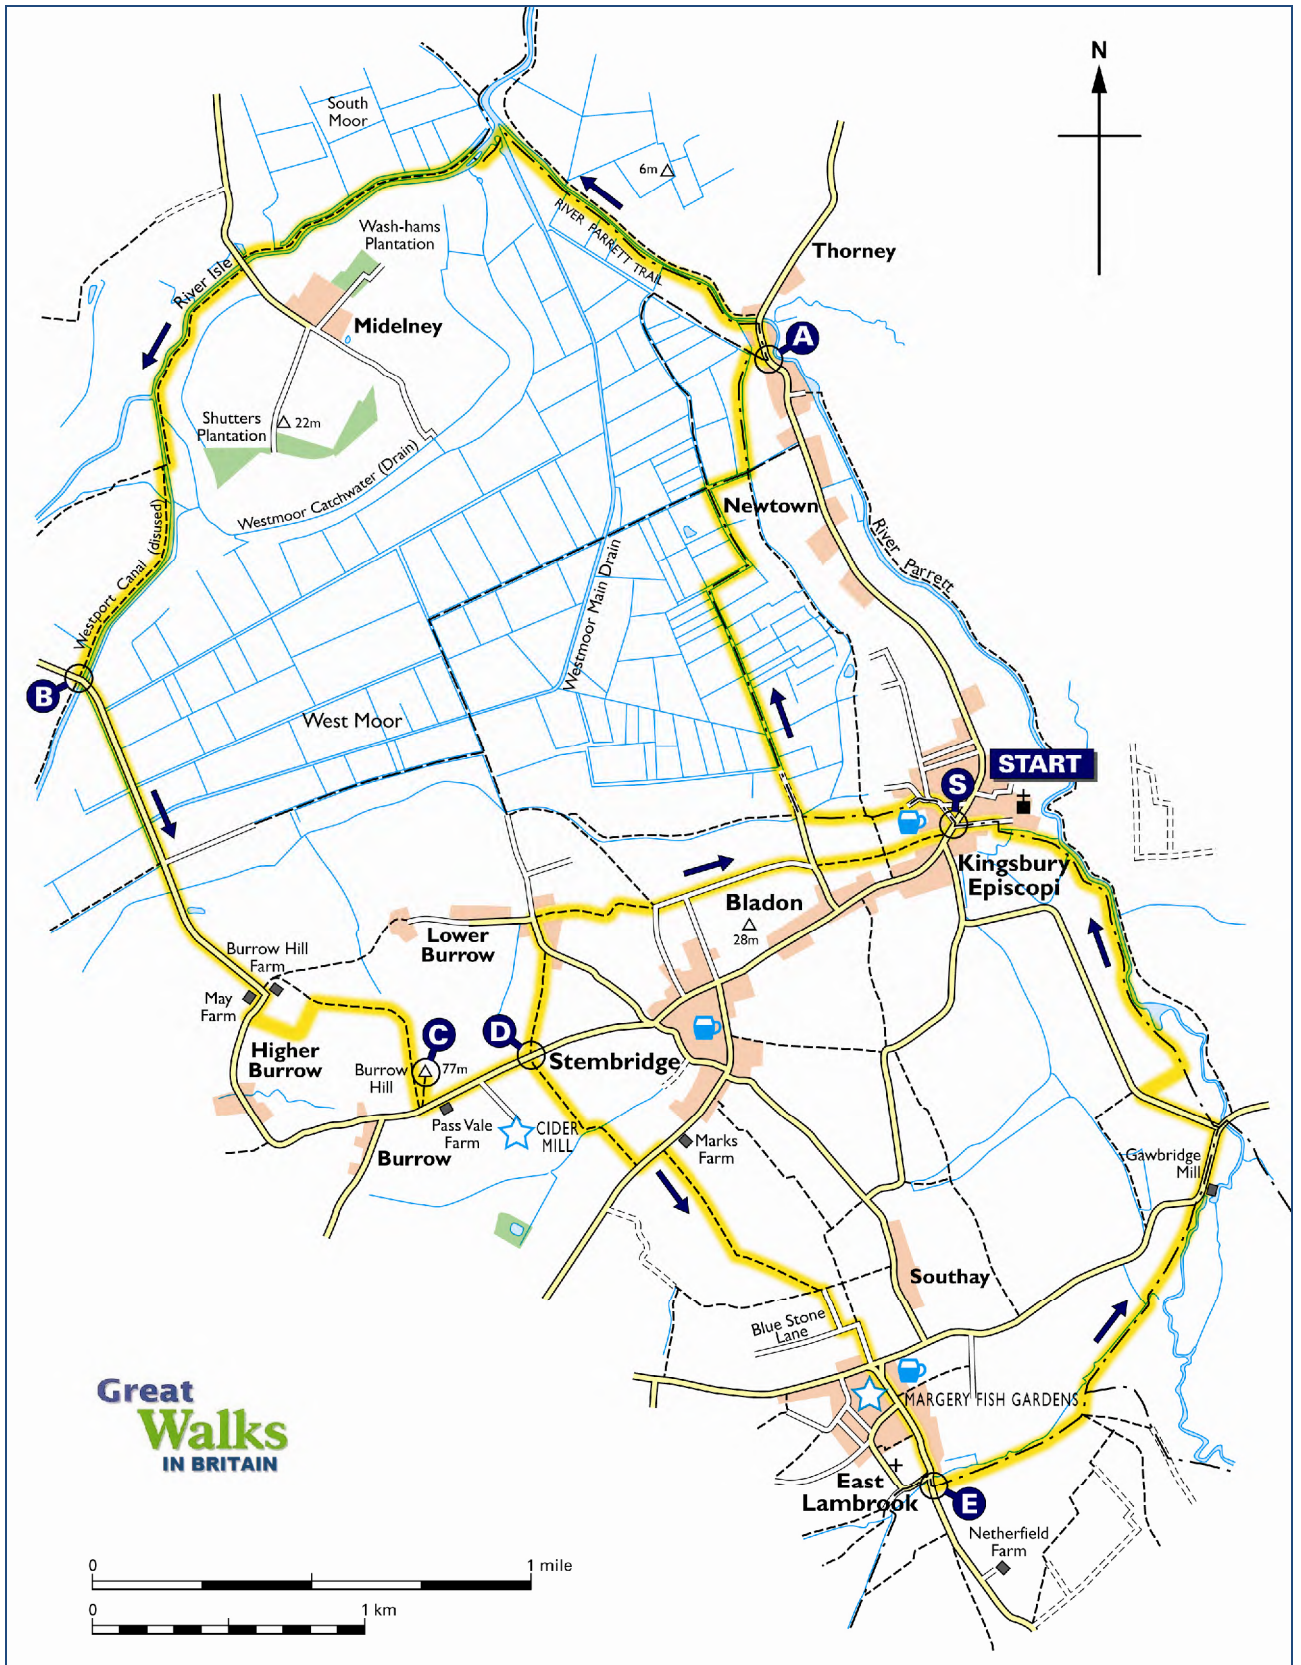 N
South
Moor
6m
RIVER PARRETT TRAIL
Wash-hams
Plantation
Thorney
River Isle
Midelney
A
Shutters
Plantation
22m
Westmoor Catchwater (Drain)
Newtown
River Parrett
Westport Canal (disused)
Westmoor Main Drain
B
West Moor
START
S
Kingsbury
Episcopi
Bladon
28m
Lower
Burrow
Burrow Hill
Farm
May
Farm
Higher
Burrow
C
D
Burrow
Hill
77m
Stembridge
Pass Vale
Farm
CIDER
MILL
Marks
Farm
Burrow
Gawbridge
Mill
Southay
Blue Stone
Lane
MARGERY FISH GARDENS
East
Lambrook
E
Netherfield
Farm
Great
Walks
IN BRITAIN
0
1 mile
0
1 km